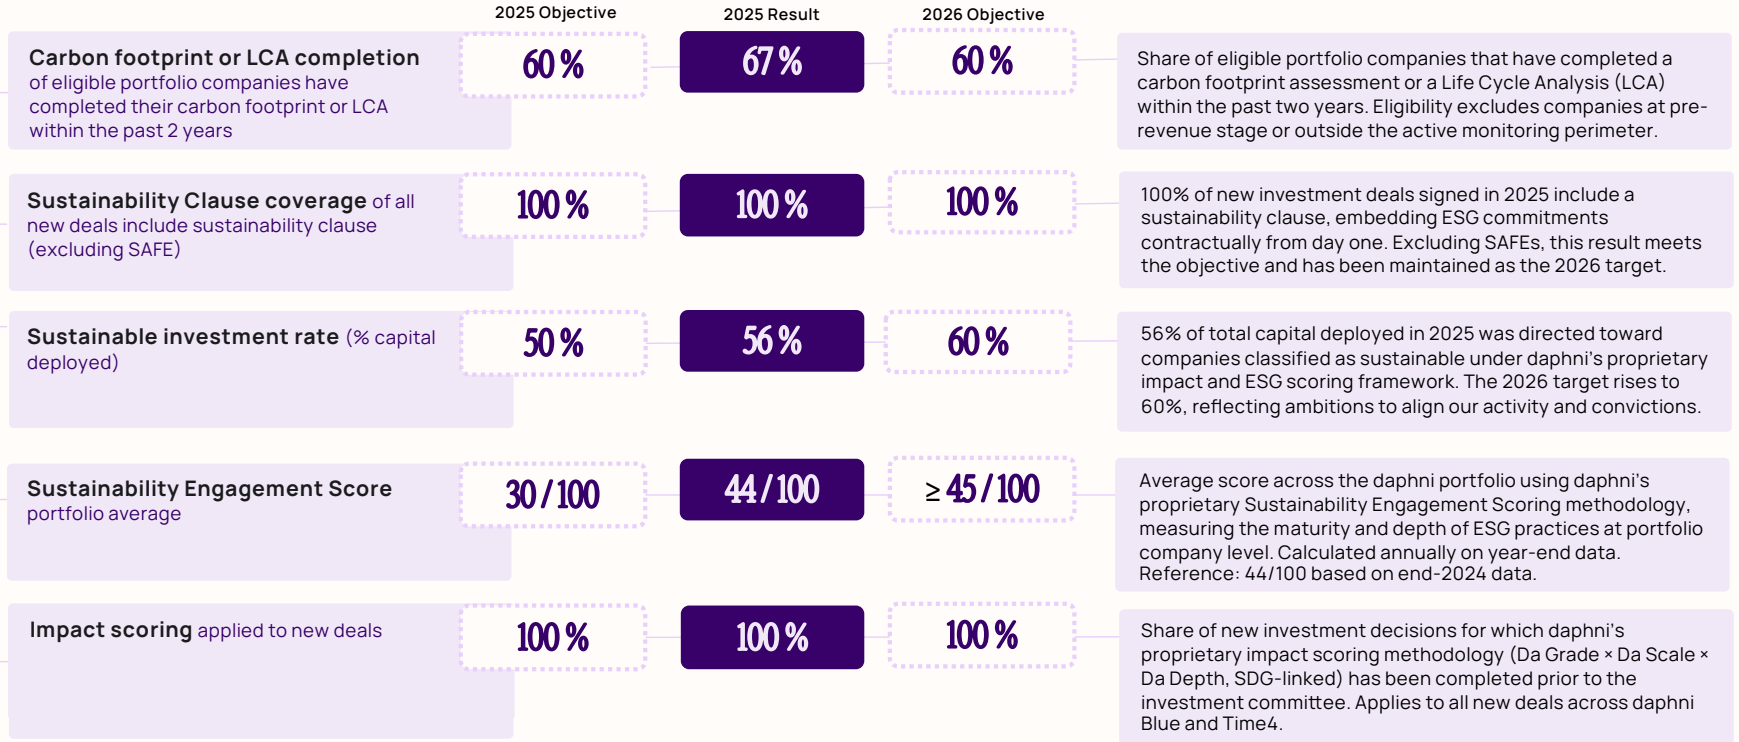 2025 Objective
2025 Result
2026 Objective
Carbon footprint or LCA completion
of eligible portfolio companies have
completed their carbon footprint or LCA
within the past 2 years
60 %
67 %
60 %
Share of eligible portfolio companies that have completed a
carbon footprint assessment or a Life Cycle Analysis (LCA)
within the past two years. Eligibility excludes companies at pre-
revenue stage or outside the active monitoring perimeter.
Sustainability Clause coverage of all
new deals include sustainability clause
(excluding SAFE)
100 %
100 %
100 %
100% of new investment deals signed in 2025 include a
sustainability clause, embedding ESG commitments
contractually from day one. Excluding SAFEs, this result meets
the objective and has been maintained as the 2026 target.
Sustainable investment rate (% capital
deployed)
50 %
56 %
60 %
56% of total capital deployed in 2025 was directed toward
companies classified as sustainable under daphni's proprietary
impact and ESG scoring framework. The 2026 target rises to
60%, reflecting ambitions to align our activity and convictions.
Sustainability Engagement Score
portfolio average
30 / 100
44 / 100
≥ 45 / 100
Average score across the daphni portfolio using daphni's
proprietary Sustainability Engagement Scoring methodology,
measuring the maturity and depth of ESG practices at portfolio
company level. Calculated annually on year-end data.
Reference: 44/100 based on end-2024 data.
Impact scoring applied to new deals
100 %
100 %
100 %
Share of new investment decisions for which daphni's
proprietary impact scoring methodology (Da Grade × Da Scale ×
Da Depth, SDG-linked) has been completed prior to the
investment committee. Applies to all new deals across daphni
Blue and Time4.